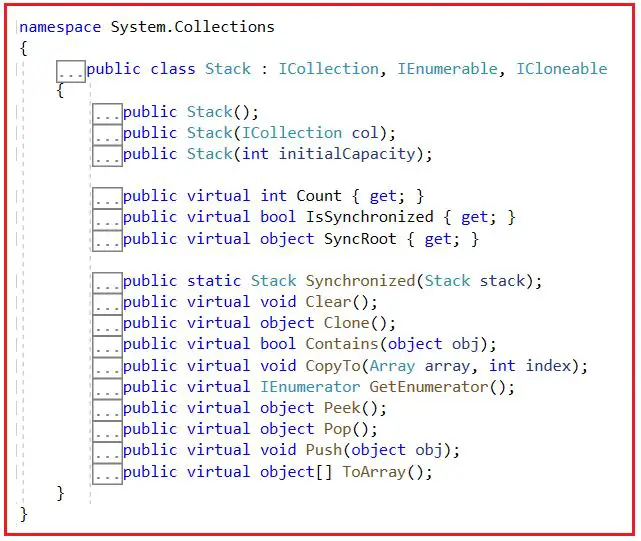 namespace System.Collections
{
...public class Stack : ICollection, IEnumerable, ICloneable
{
...public Stack();
...public Stack(ICollection col);
...public Stack(int initialCapacity);
...public virtual int Count { get; }
...public virtual bool IsSynchronized { get; }
...public virtual object SyncRoot { get; }
...public static Stack Synchronized(Stack stack);
...public virtual void Clear();
...public virtual object Clone();
...public virtual bool Contains(object obj);
...public virtual void CopyTo(Array array, int index);
...public virtual IEnumerator GetEnumerator();
...public virtual object Peek();
...public virtual object Pop();
...public virtual void Push(object obj);
...public virtual object[] ToArray();
}
}